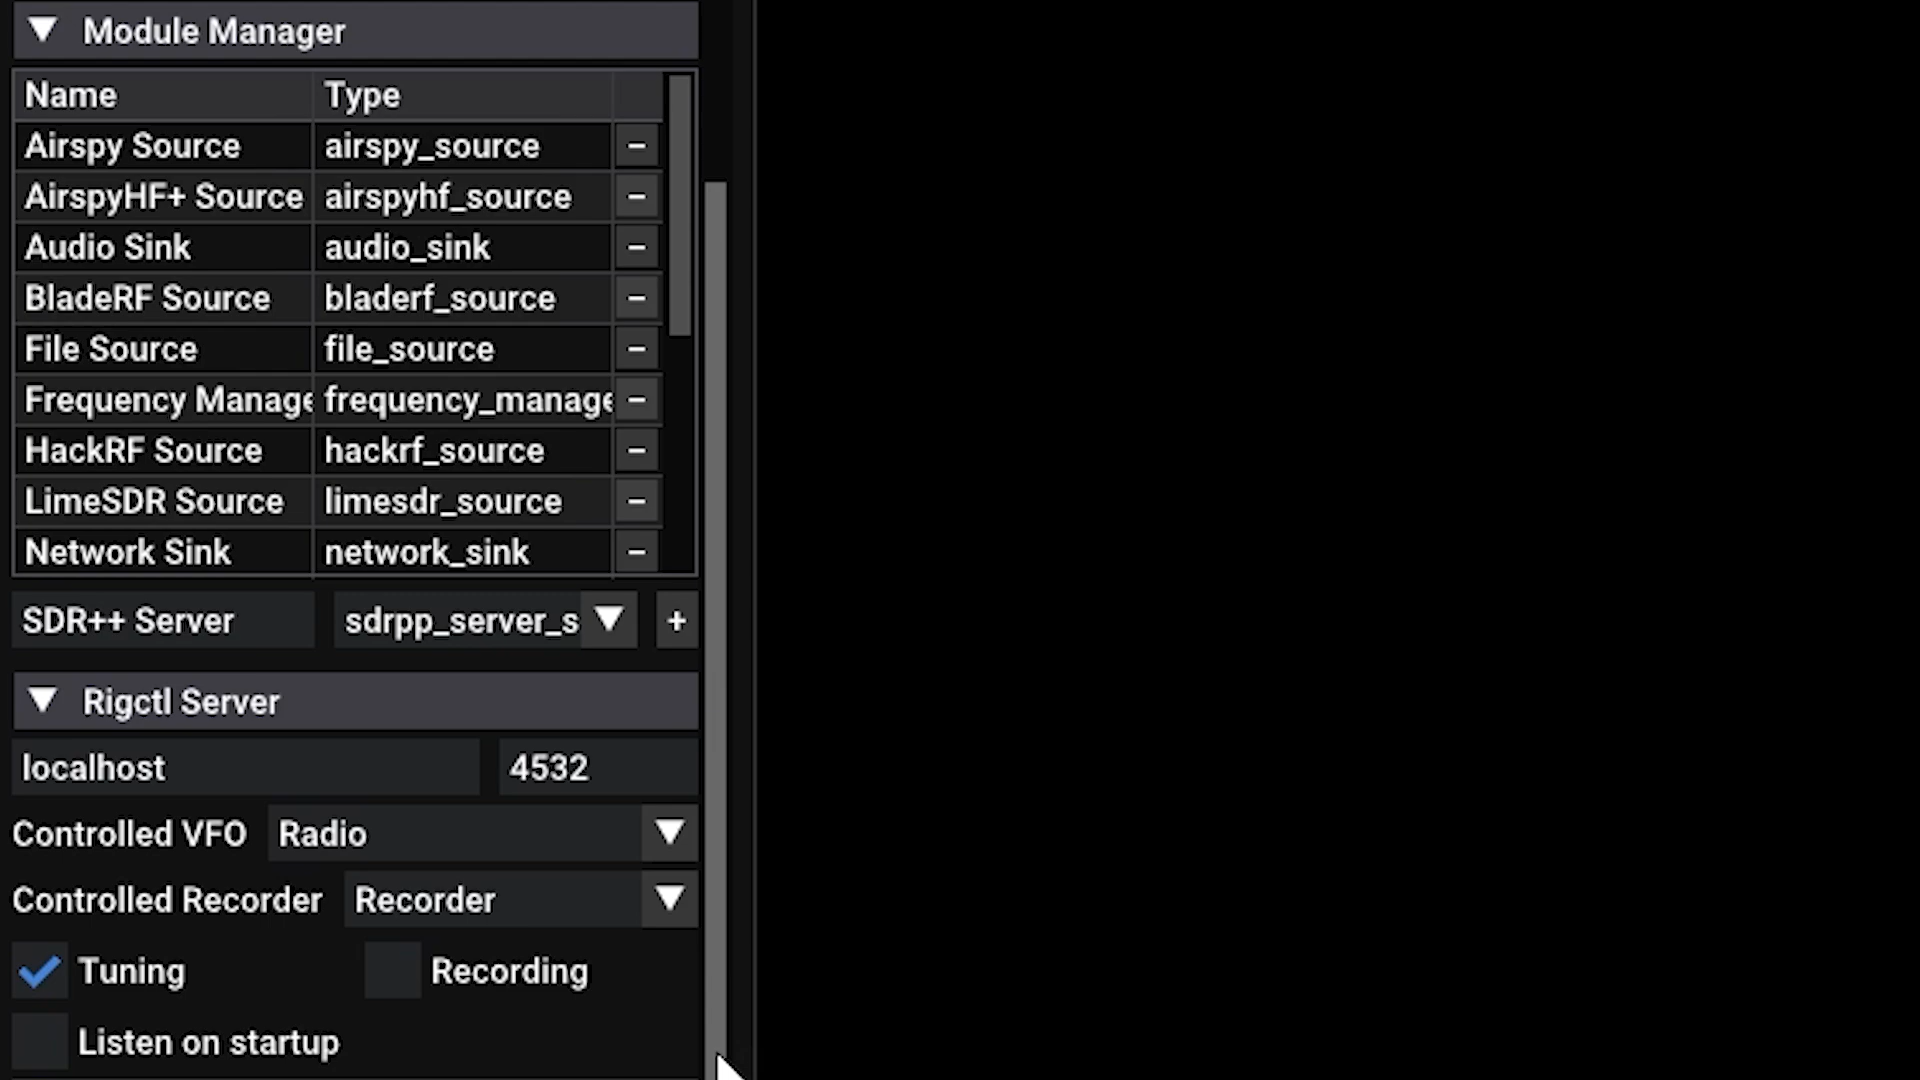 Module Manager
Name Type
Airspy Source airspy_source −
AirspyHF+ Source airspyhf_source −
Audio Sink audio_sink −
BladeRF Source bladerf_source −
File Source file_source −
Frequency Manage frequency_manage −
HackRF Source hackrf_source −
LimeSDR Source limesdr_source −
Network Sink network_sink −
SDR++ Server sdrpp_server_s +
Rigctl Server
localhost 4532
Controlled VFO Radio
Controlled Recorder Recorder
Tuning Recording
Listen on startup